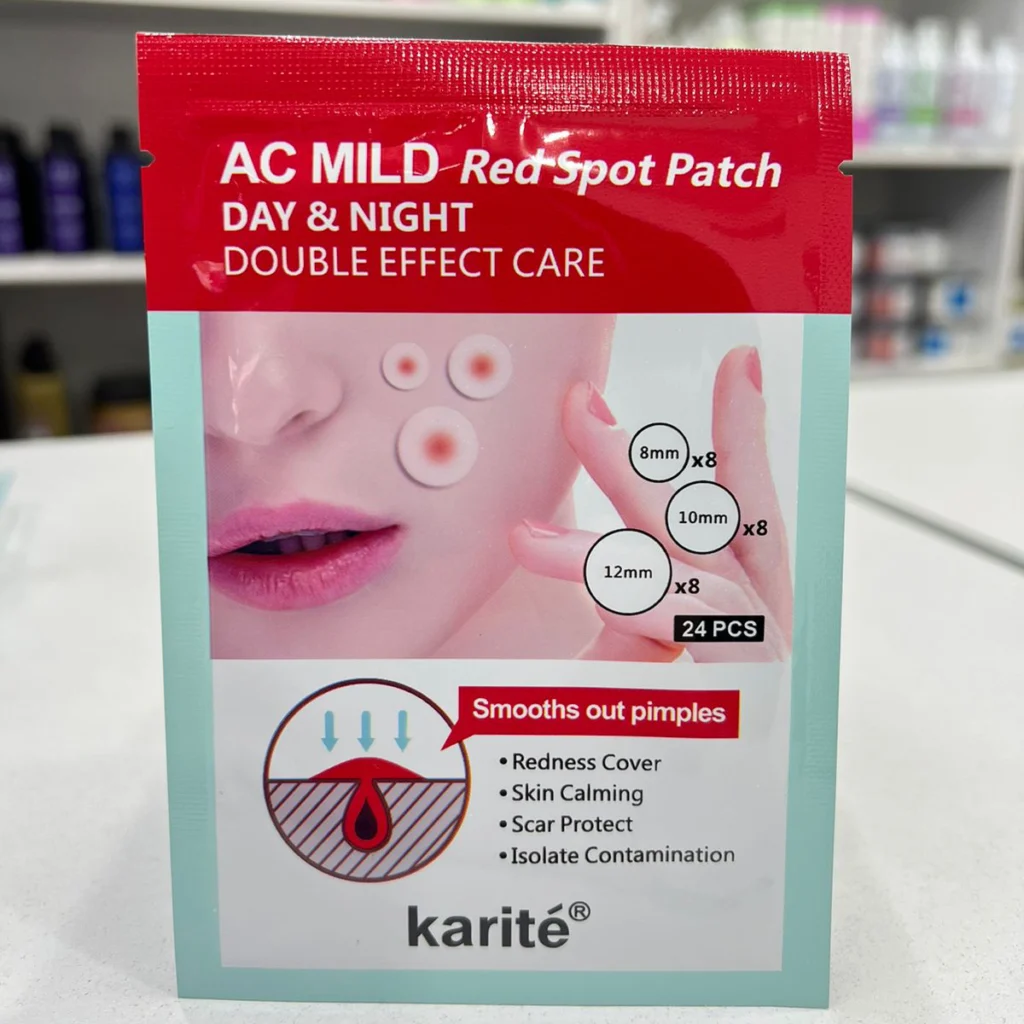 AC MILD Red Spot Patch
DAY & NIGHT
DOUBLE EFFECT CARE
8mm x8
10mm x8
12mm x8
24 PCS
Smooths out pimples
• Redness Cover
• Skin Calming
• Scar Protect
• Isolate Contamination
karité®